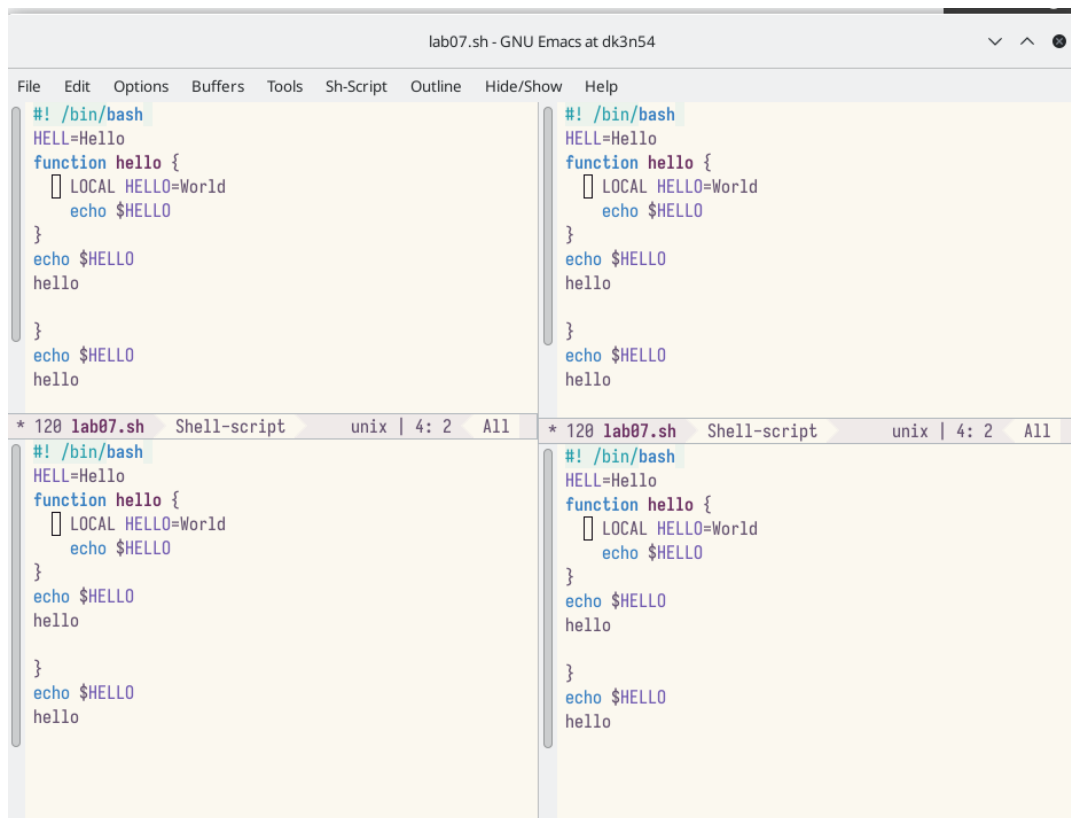 lab07.sh - GNU Emacs at dk3n54
File Edit Options Buffers Tools Sh-Script Outline Hide/Show Help
#! /bin/bash
HELL=Hello
function hello {
LOCAL HELLO=World
echo $HELLO
}
echo $HELLO
hello
}
echo $HELLO
hello
* 120 lab07.sh Shell-script unix | 4: 2 All
#! /bin/bash
HELL=Hello
function hello {
LOCAL HELLO=World
echo $HELLO
}
echo $HELLO
hello
}
echo $HELLO
hello
* 120 lab07.sh Shell-script unix | 4: 2 All
#! /bin/bash
HELL=Hello
function hello {
LOCAL HELLO=World
echo $HELLO
}
echo $HELLO
hello
}
echo $HELLO
hello
#! /bin/bash
HELL=Hello
function hello {
LOCAL HELLO=World
echo $HELLO
}
echo $HELLO
hello
}
echo $HELLO
hello